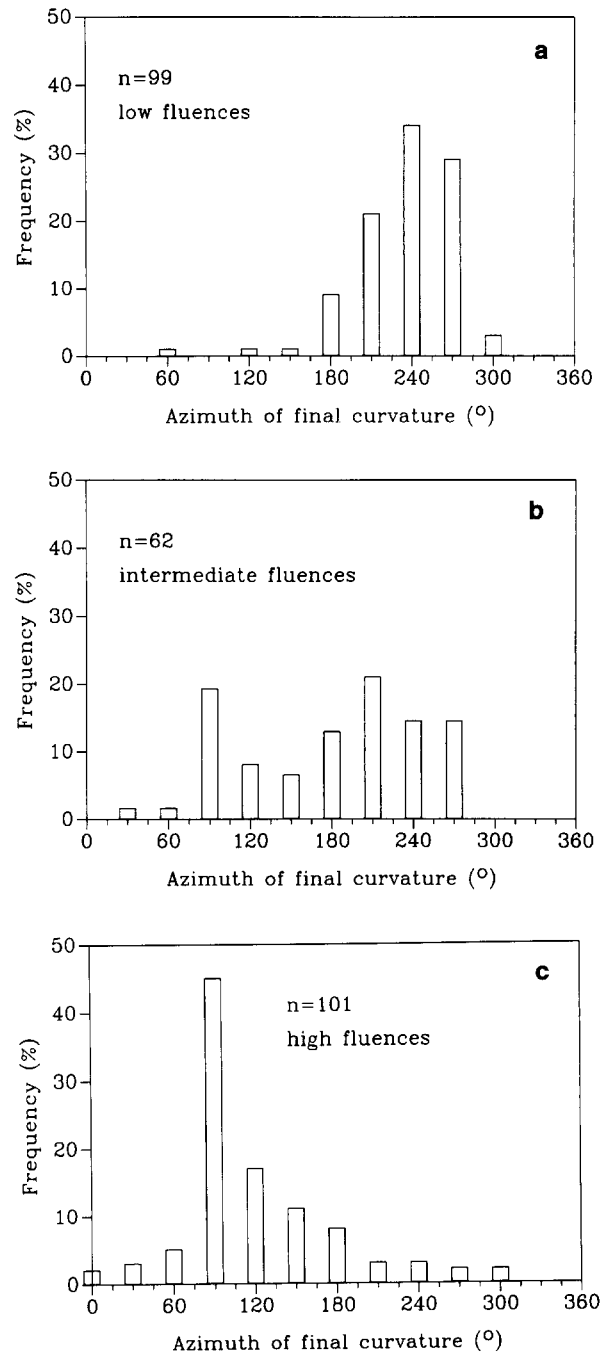 50
a
n=99
40
low fluences
30
20
10
0
0 60 120 180 240 300 360
Frequency (%)
Azimuth of final curvature (°)
50
b
n=62
40
intermediate fluences
30
20
10
0
0 60 120 180 240 300 360
Frequency (%)
Azimuth of final curvature (°)
50
c
n=101
40
high fluences
30
20
10
0
0 60 120 180 240 300 360
Frequency (%)
Azimuth of final curvature (°)